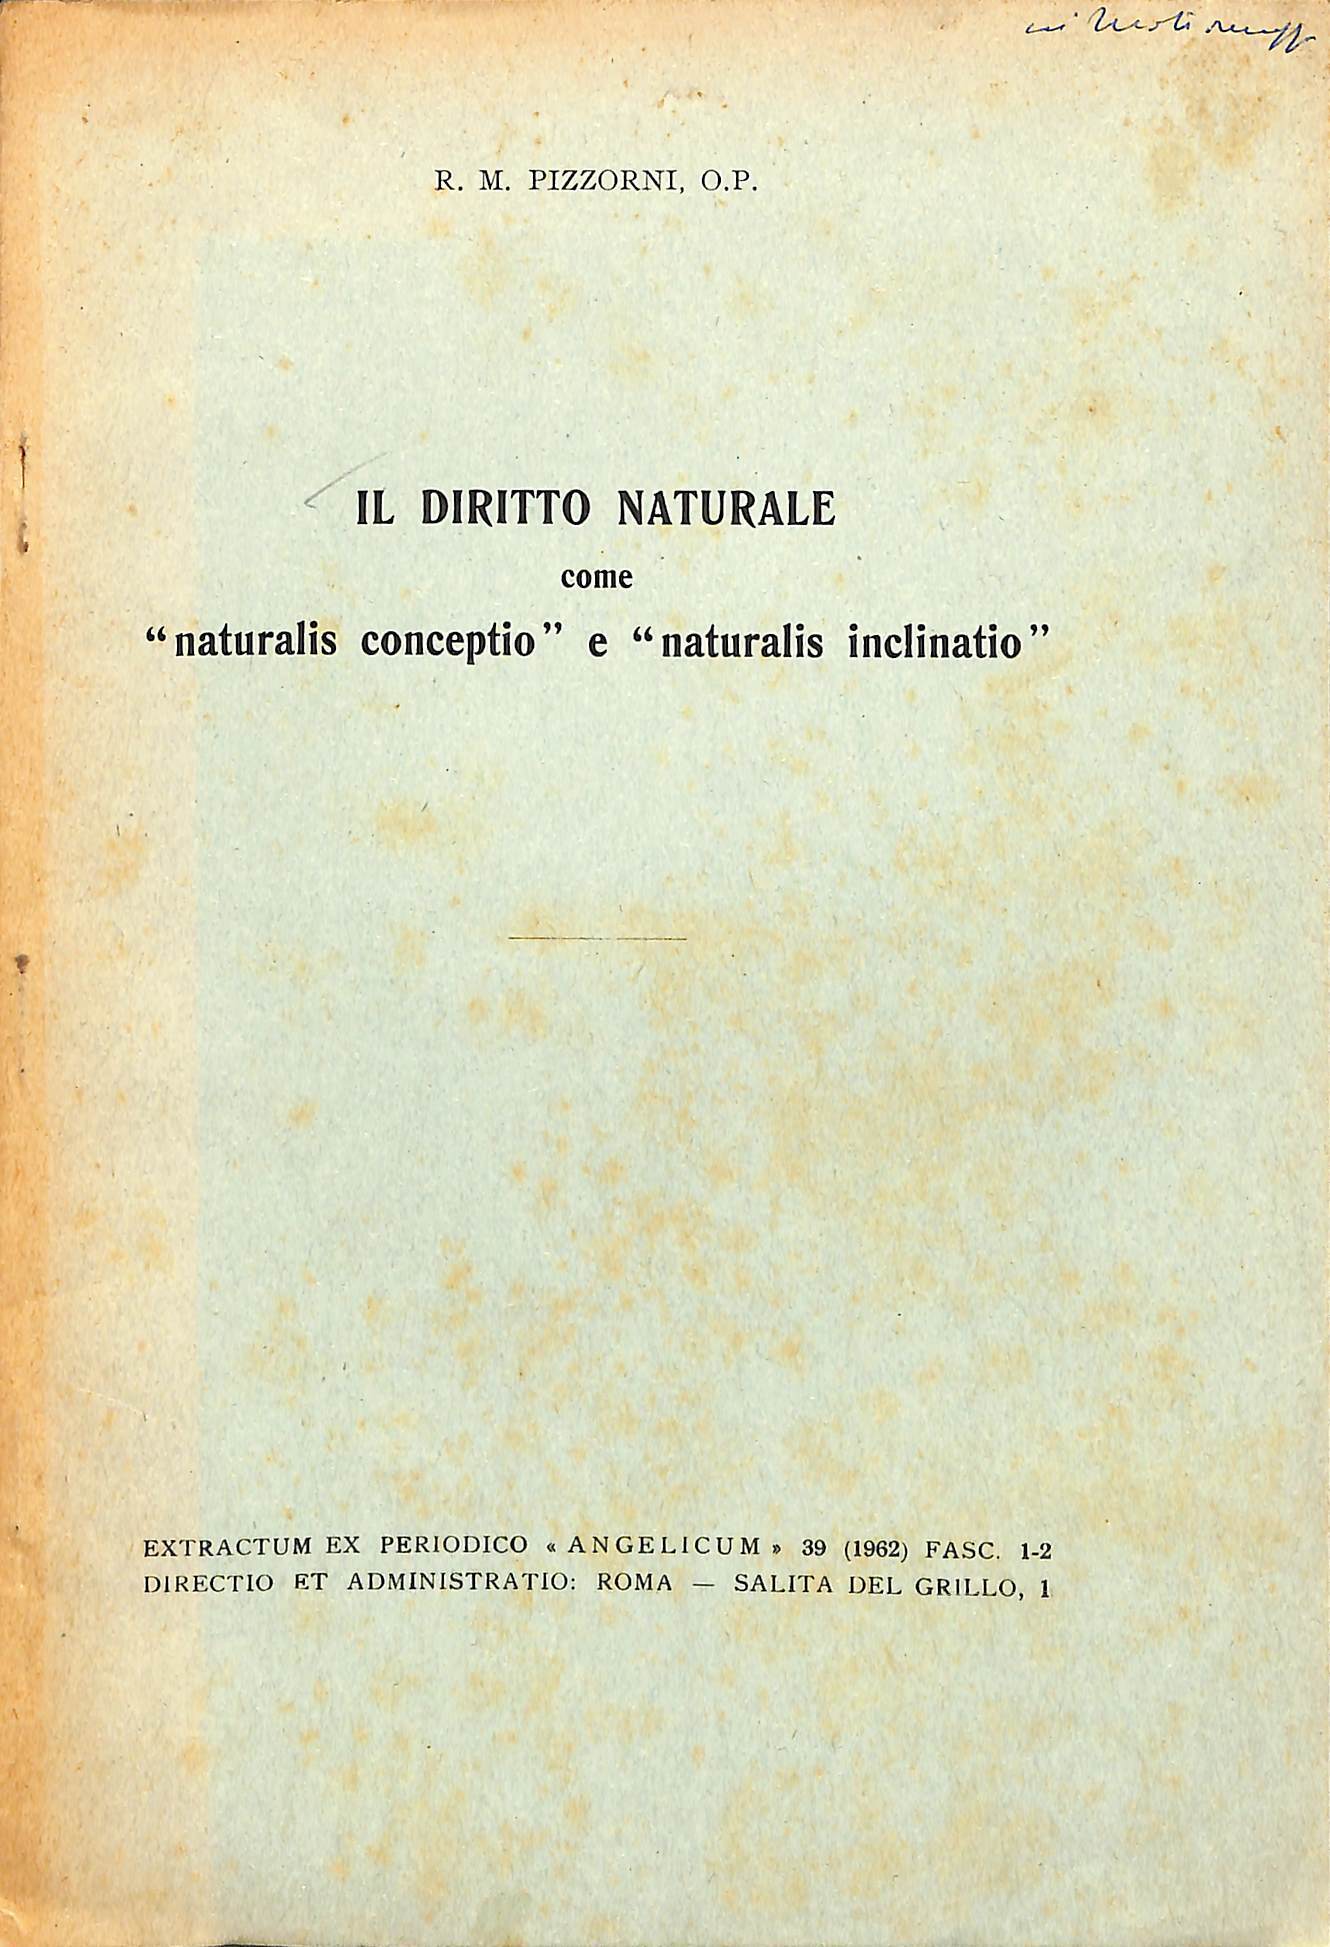 R. M. PIZZORNI, O.P.
IL DIRITTO NATURALE
come
“naturalis conceptio” e “naturalis inclinatio”
EXTRACTUM EX PERIODICO « ANGELICUM » 39 (1962) FASC. 1-2
DIRECTIO ET ADMINISTRATIO: ROMA — SALITA DEL GRILLO, 1